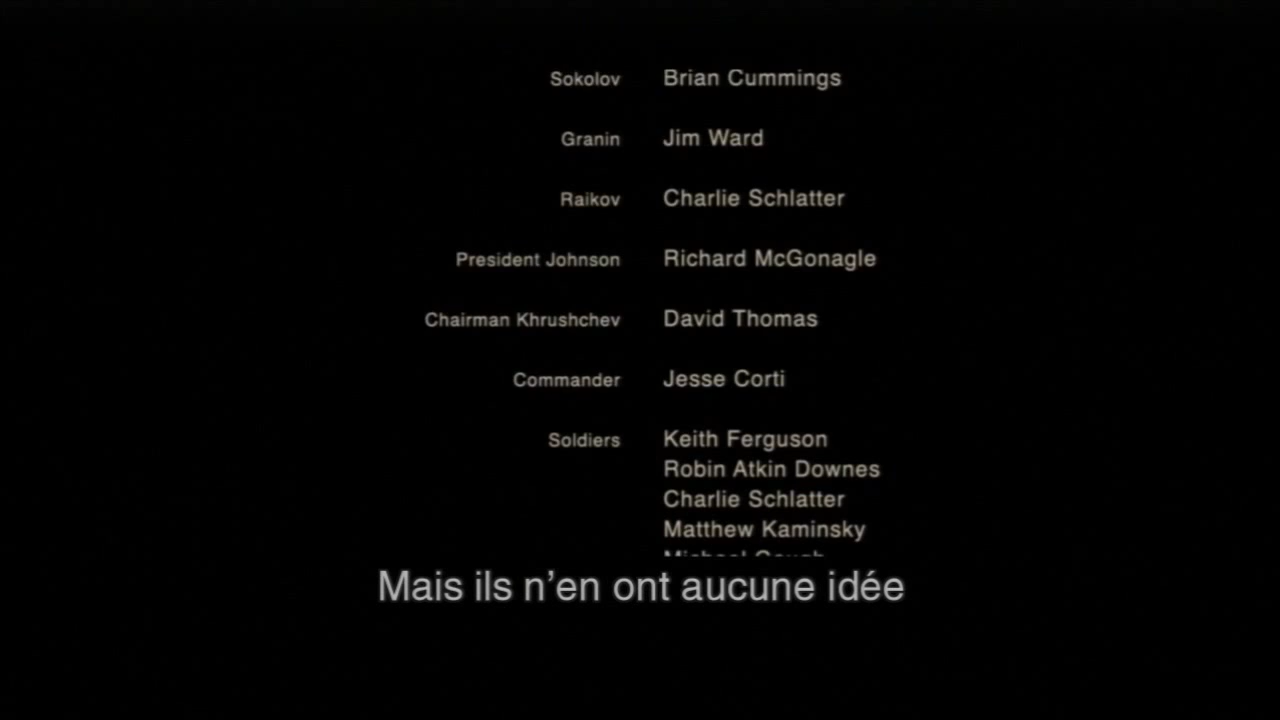 Sokolov Brian Cummings
Granin Jim Ward
Raikov Charlie Schlatter
President Johnson Richard McGonagle
Chairman Khrushchev David Thomas
Commander Jesse Corti
Soldiers Keith Ferguson
Robin Atkin Downes
Charlie Schlatter
Matthew Kaminsky
Mais ils n’en ont aucune idée